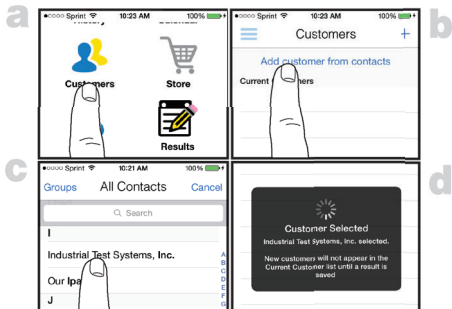 a
●○○○○ Sprint 10:23 AM 100%
History Calendar
Customers Store
Results
b
●○○○○ Sprint 10:23 AM 100%
Customers +
Add customer from contacts
Current
c
●○○○○ Sprint 10:21 AM 100%
Groups All Contacts Cancel
Search
I
Industrial Test Systems, Inc.
Our
J
A
B
C
D
E
F
G
d
Customer Selected
Industrial Test Systems, Inc. selected.
New customers will not appear in the
Current Customer list until a result is
saved